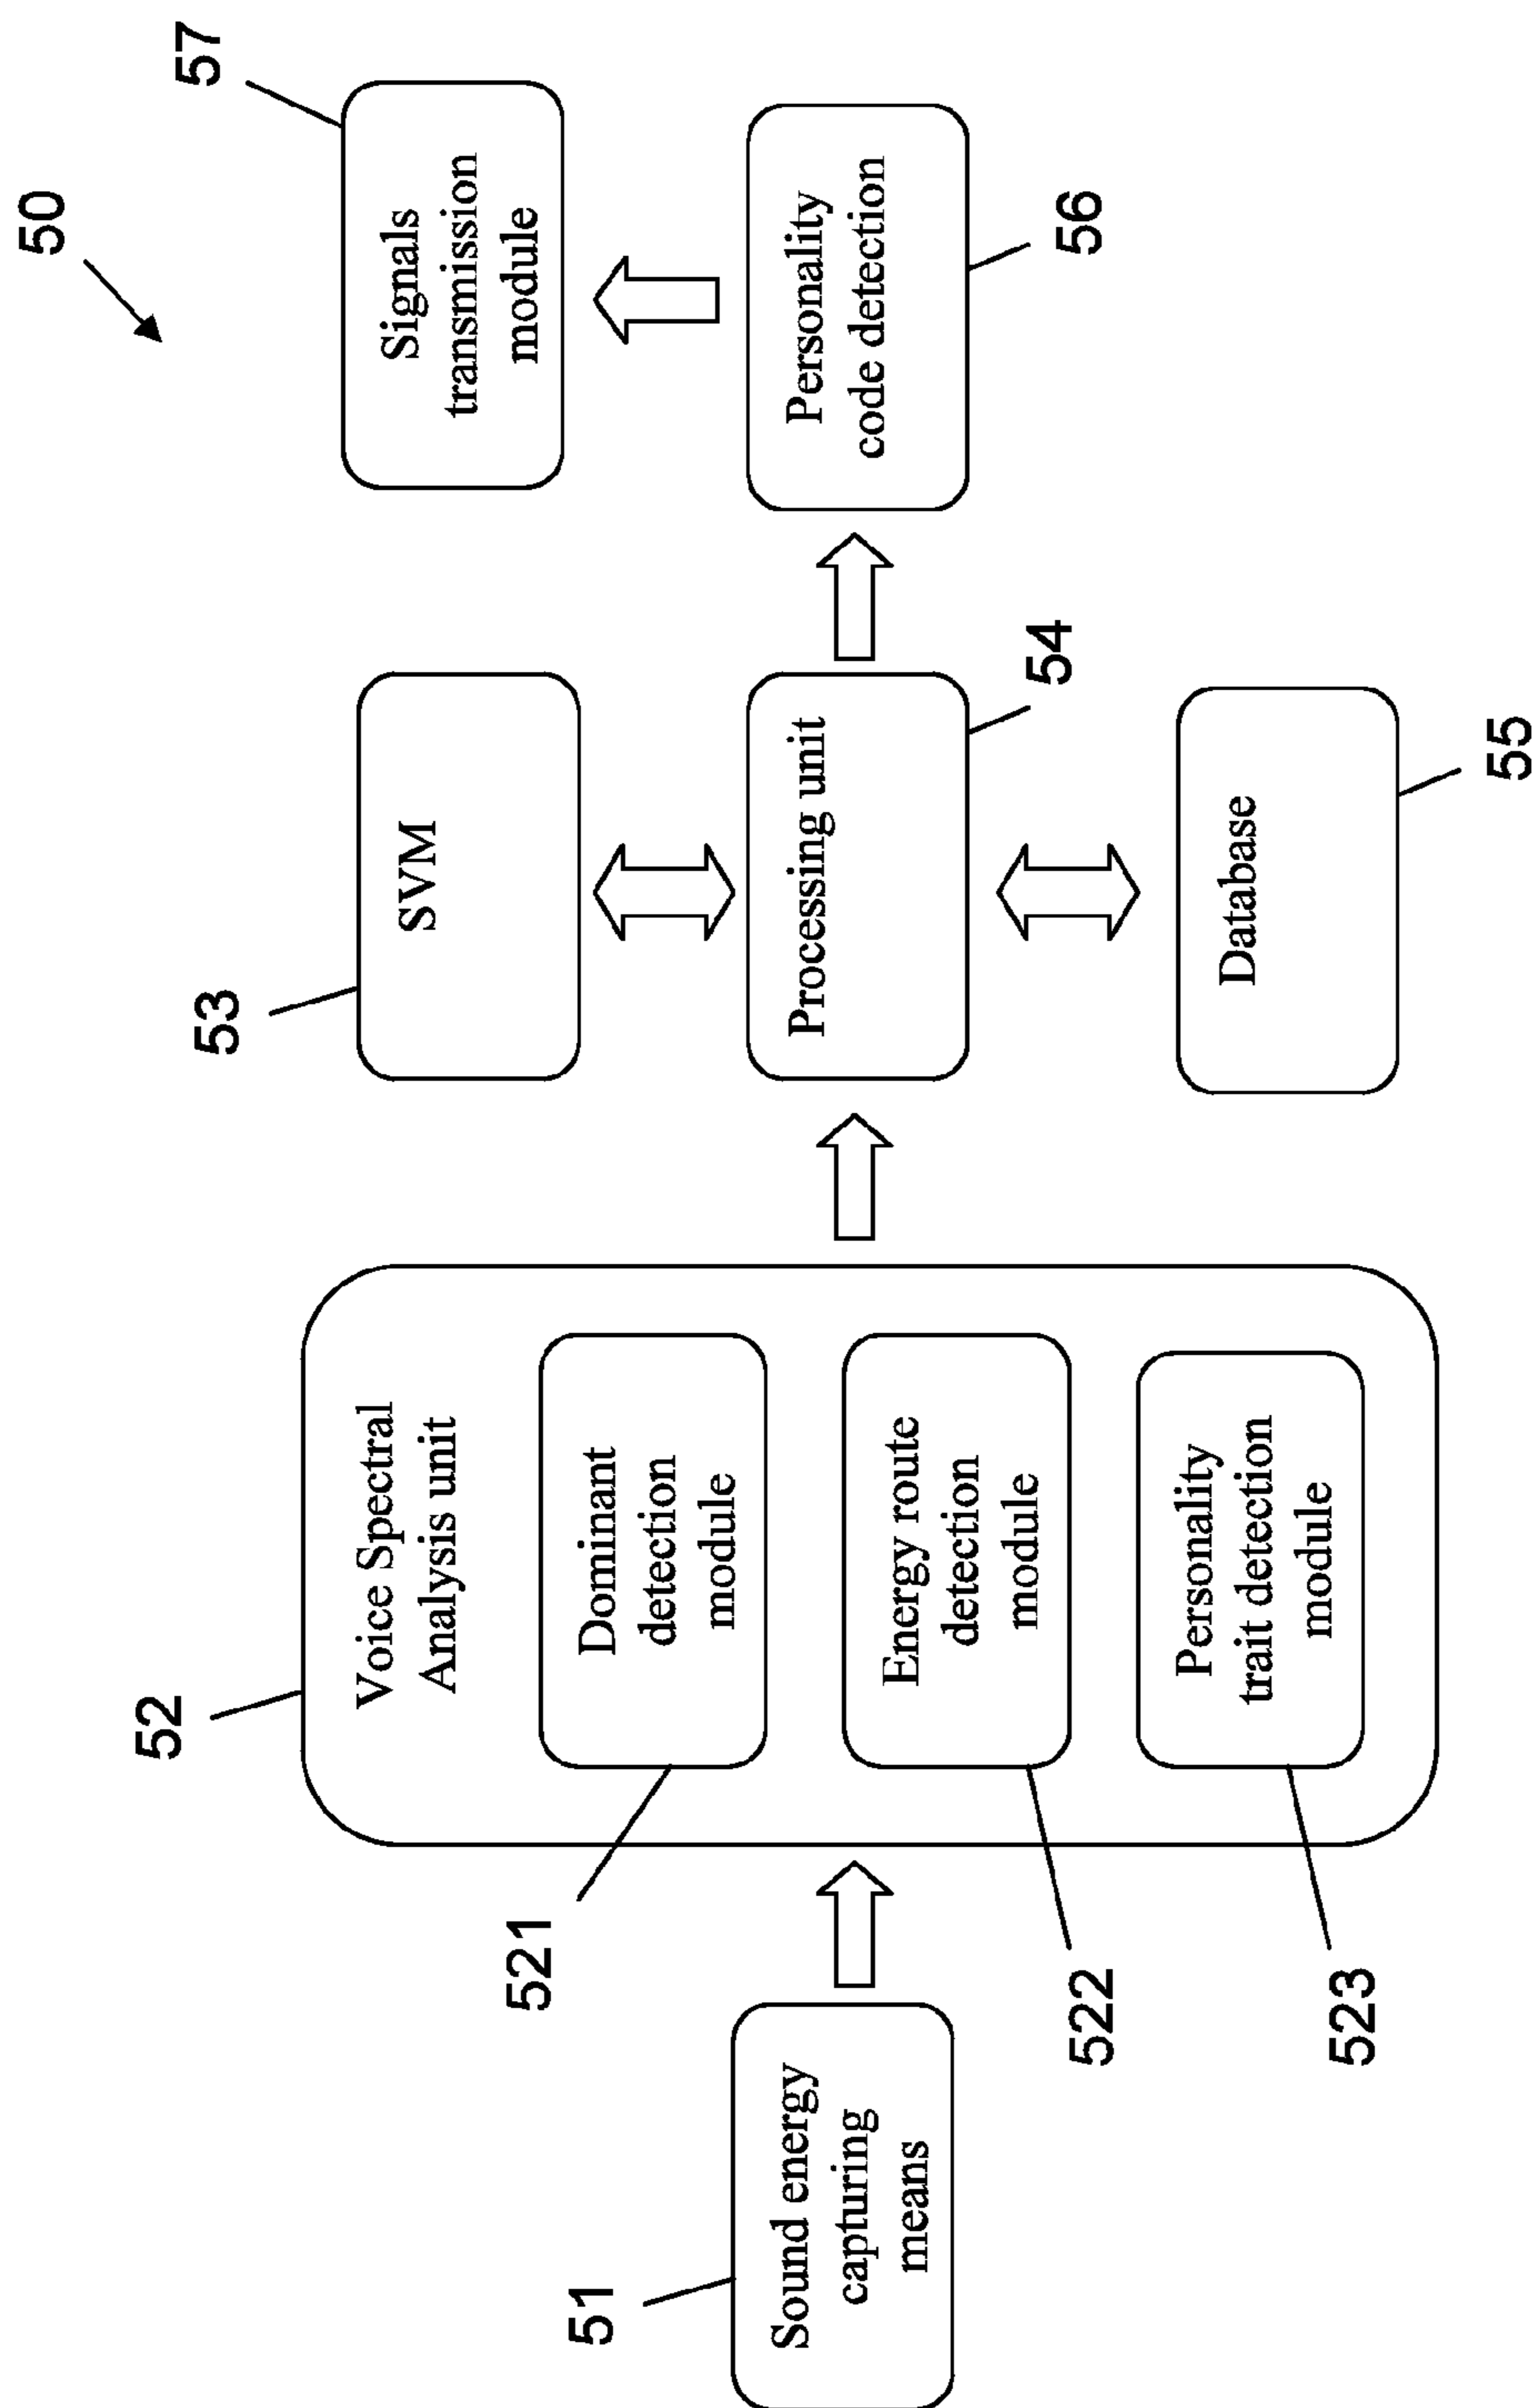 50
51
Sound energy
capturing
means
52
Voice Spectral
Analysis unit
521
Dominant
detection
module
522
Energy route
detection
module
523
Personality
trait detection
module
53
SVM
54
Processing unit
55
Database
56
Personality
code detection
57
Signals
transmission
module